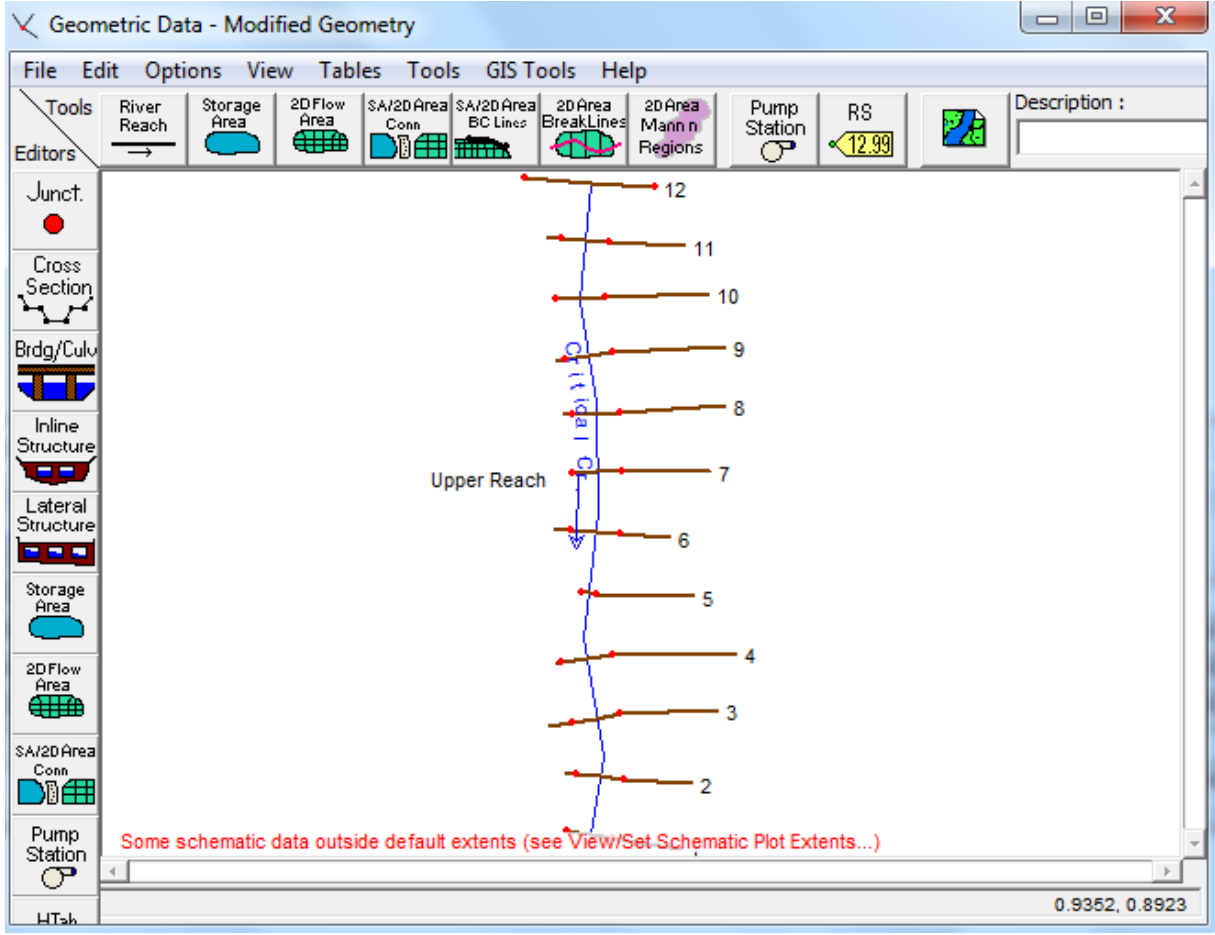 Geometric Data - Modified Geometry
File Edit Options View Tables Tools GIS Tools Help
Tools
Editors
River
Reach
Storage
Area
2D Flow
Area
SA/2D Area
Conn
SA/2D Area
BC Lines
2D Area
BreakLines
2D Area
Mann n
Regions
Pump
Station
RS
12.99
Description :
Junct.
Cross
Section
Brdg/Culv
Inline
Structure
Lateral
Structure
Storage
Area
2D Flow
Area
SA/2D Area
Conn
Pump
Station
HTab
12
11
10
9
8
7
6
5
4
3
2
Critical Cr.
Upper Reach
Some schematic data outside default extents (see View/Set Schematic Plot Extents...)
0.9352, 0.8923